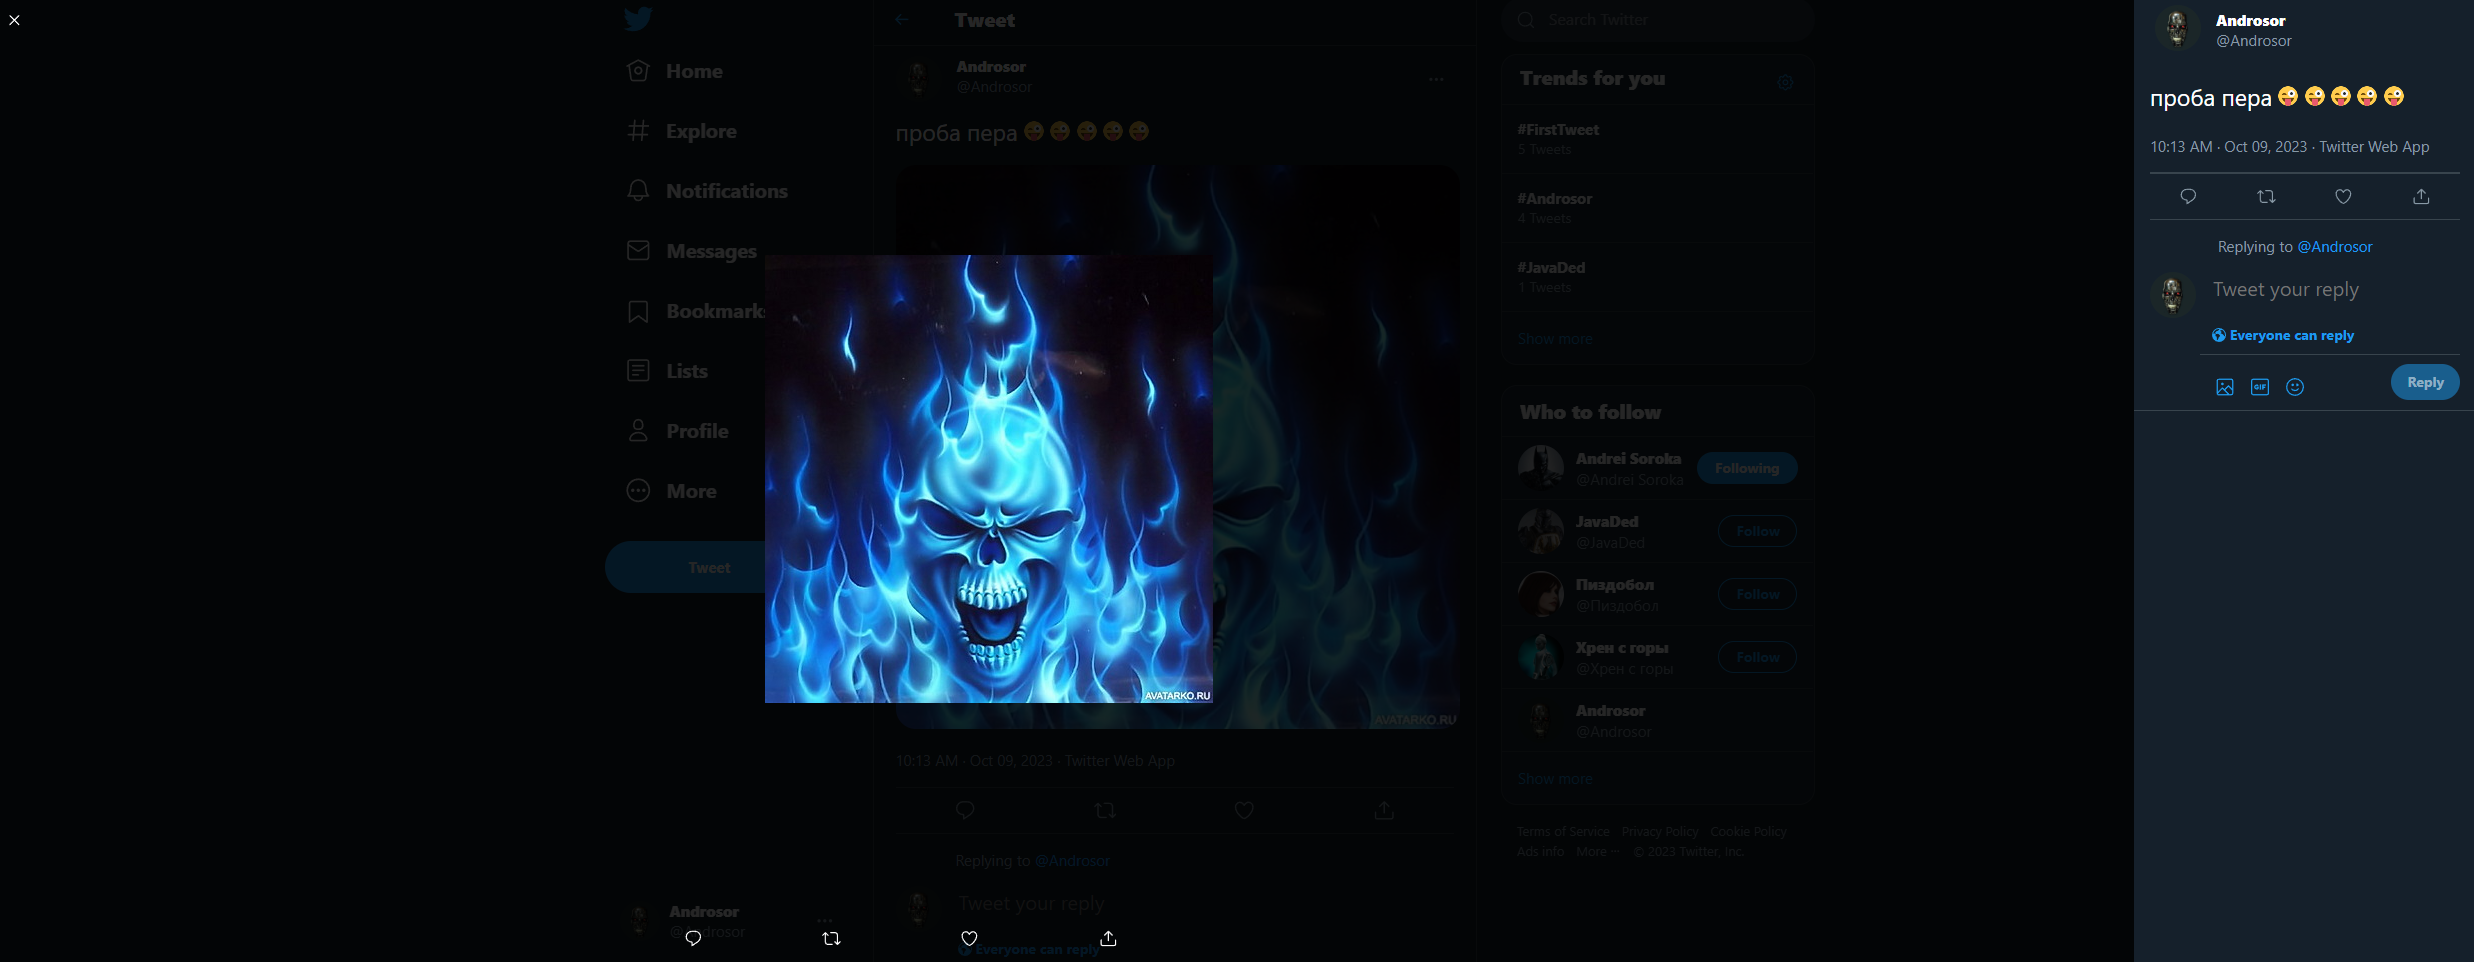 Home
Explore
Notifications
Messages
Bookmarks
Lists
Profile
More
Tweet
Androsor
@Androsor
Tweet
Androsor
@Androsor
проба пера 😜😜😜😜😜
AVATARKO.RU
AVATARKO.RU
10:13 AM · Oct 09, 2023 · Twitter Web App
Replying to @Androsor
Tweet your reply
Everyone can reply
Search Twitter
Trends for you
#FirstTweet
5 Tweets
#Androsor
4 Tweets
#JavaDed
1 Tweets
Show more
Who to follow
Andrei Soroka
@Andrei Soroka
Following
JavaDed
@JavaDed
Follow
Пиздобол
@Пиздобол
Follow
Хрен с горы
@Хрен с горы
Follow
Androsor
@Androsor
Show more
Terms of Service Privacy Policy Cookie Policy
Ads info More ··· © 2023 Twitter, Inc.
Androsor
@Androsor
проба пера 😜😜😜😜😜
10:13 AM · Oct 09, 2023 · Twitter Web App
Replying to @Androsor
Tweet your reply
Everyone can reply
GIF
Reply